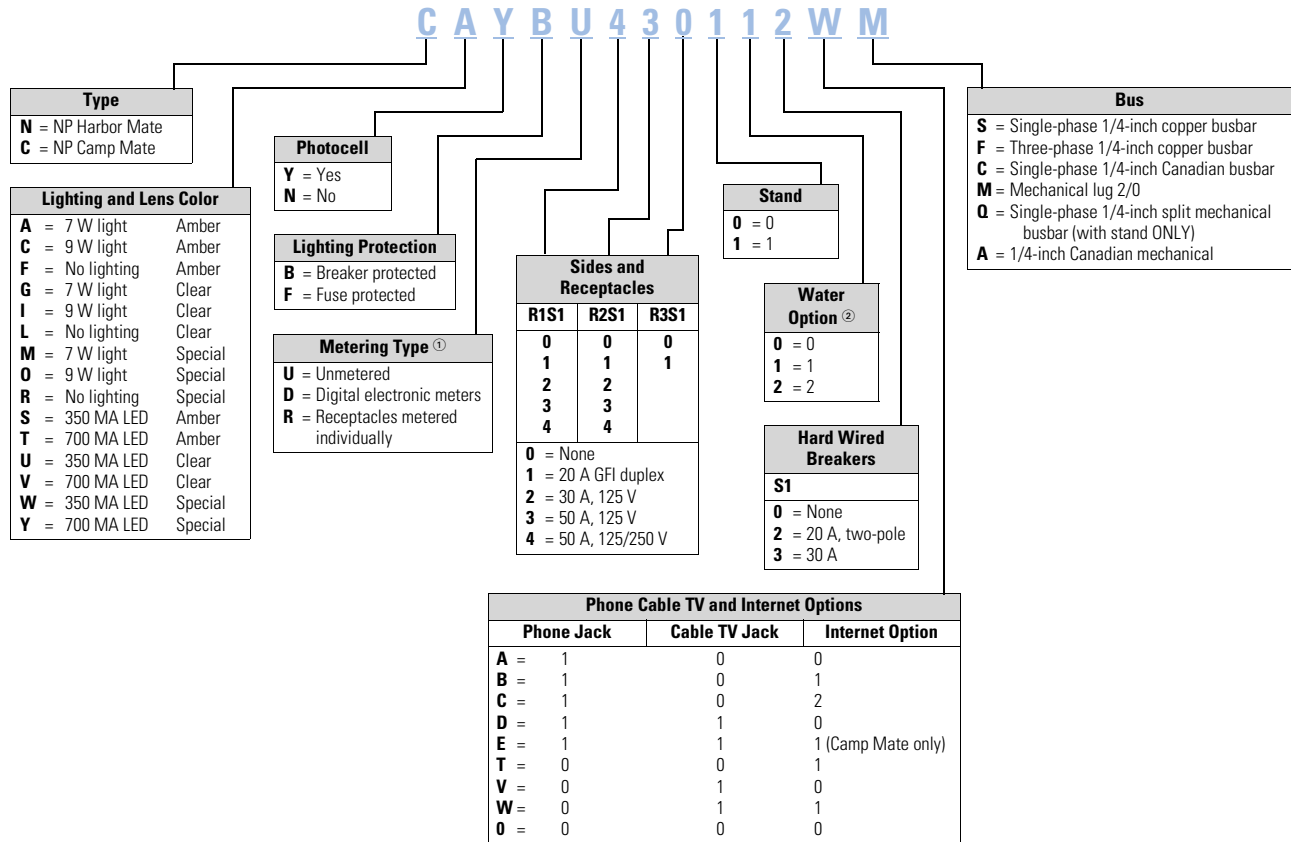 C A Y B U 4 3 0 1 1 2 W M
Type
N = NP Harbor Mate
C = NP Camp Mate
Lighting and Lens Color
A = 7 W light Amber
C = 9 W light Amber
F = No lighting Amber
G = 7 W light Clear
I = 9 W light Clear
L = No lighting Clear
M = 7 W light Special
O = 9 W light Special
R = No lighting Special
S = 350 MA LED Amber
T = 700 MA LED Amber
U = 350 MA LED Clear
V = 700 MA LED Clear
W = 350 MA LED Special
Y = 700 MA LED Special
Photocell
Y = Yes
N = No
Lighting Protection
B = Breaker protected
F = Fuse protected
Metering Type ①
U = Unmetered
D = Digital electronic meters
R = Receptacles metered
individually
Sides and
Receptacles
R1S1 R2S1 R3S1
0 0 0
1 1 1
2 2
3 3
4 4
0 = None
1 = 20 A GFI duplex
2 = 30 A, 125 V
3 = 50 A, 125 V
4 = 50 A, 125/250 V
Stand
0 = 0
1 = 1
Water
Option ②
0 = 0
1 = 1
2 = 2
Hard Wired
Breakers
S1
0 = None
2 = 20 A, two-pole
3 = 30 A
Phone Cable TV and Internet Options
Phone Jack Cable TV Jack Internet Option
A = 1 0 0
B = 1 0 1
C = 1 0 2
D = 1 1 0
E = 1 1 1 (Camp Mate only)
T = 0 0 1
V = 0 1 0
W = 0 1 1
0 = 0 0 0
Bus
S = Single-phase 1/4-inch copper busbar
F = Three-phase 1/4-inch copper busbar
C = Single-phase 1/4-inch Canadian busbar
M = Mechanical lug 2/0
Q = Single-phase 1/4-inch split mechanical
busbar (with stand ONLY)
A = 1/4-inch Canadian mechanical